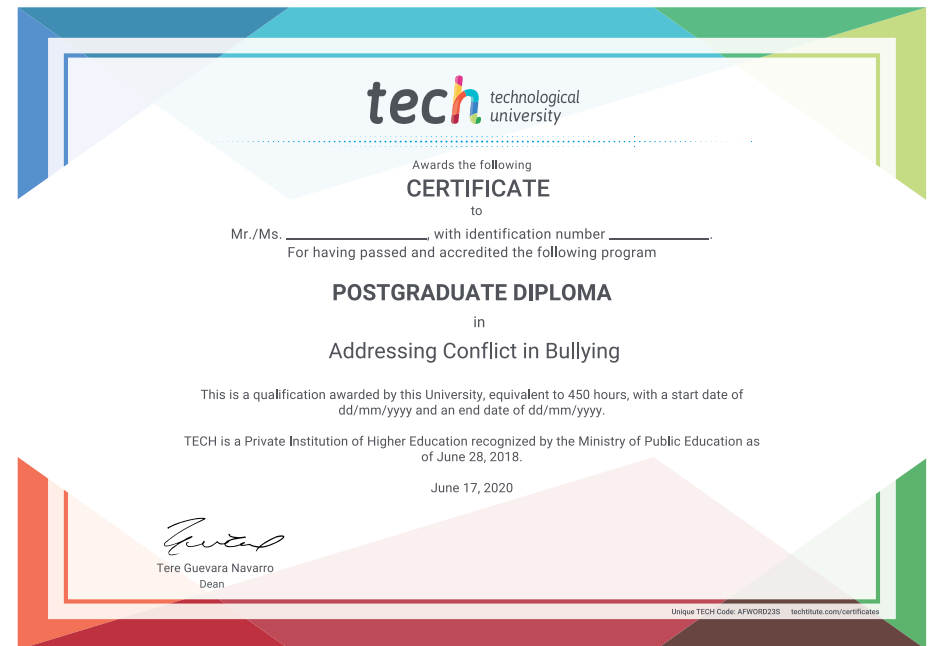 tech technological
university
Awards the following
CERTIFICATE
to
Mr./Ms. ____________________, with identification number ______________.
For having passed and accredited the following program
POSTGRADUATE DIPLOMA
in
Addressing Conflict in Bullying
This is a qualification awarded by this University, equivalent to 450 hours, with a start date of
dd/mm/yyyy and an end date of dd/mm/yyyy.
TECH is a Private Institution of Higher Education recognized by the Ministry of Public Education as
of June 28, 2018.
June 17, 2020
Tere Guevara Navarro
Dean
Unique TECH Code: AFWORD23S techtitute.com/certificates